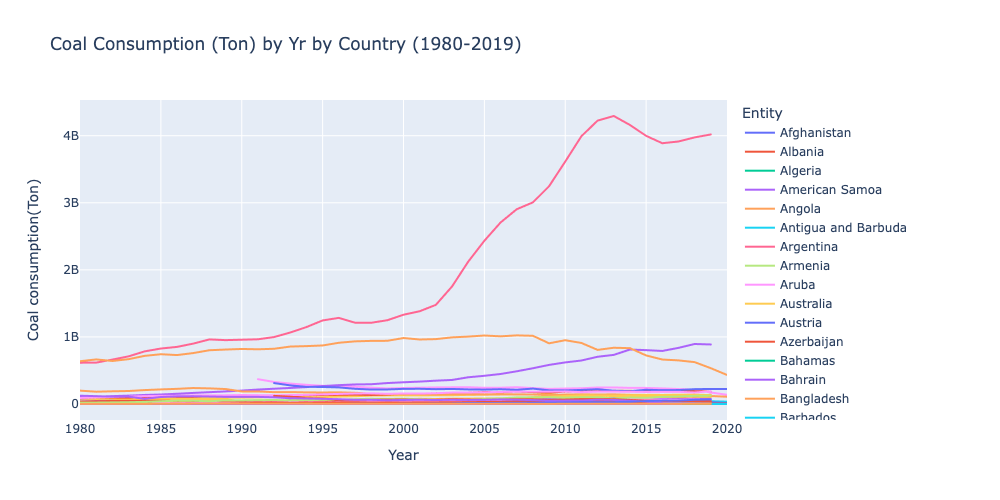 Coal Consumption (Ton) by Yr by Country (1980-2019)
Coal consumption(Ton)
4B
3B
2B
1B
0
1980 1985 1990 1995 2000 2005 2010 2015 2020
Year
Entity
Afghanistan
Albania
Algeria
American Samoa
Angola
Antigua and Barbuda
Argentina
Armenia
Aruba
Australia
Austria
Azerbaijan
Bahamas
Bahrain
Bangladesh
Barbados